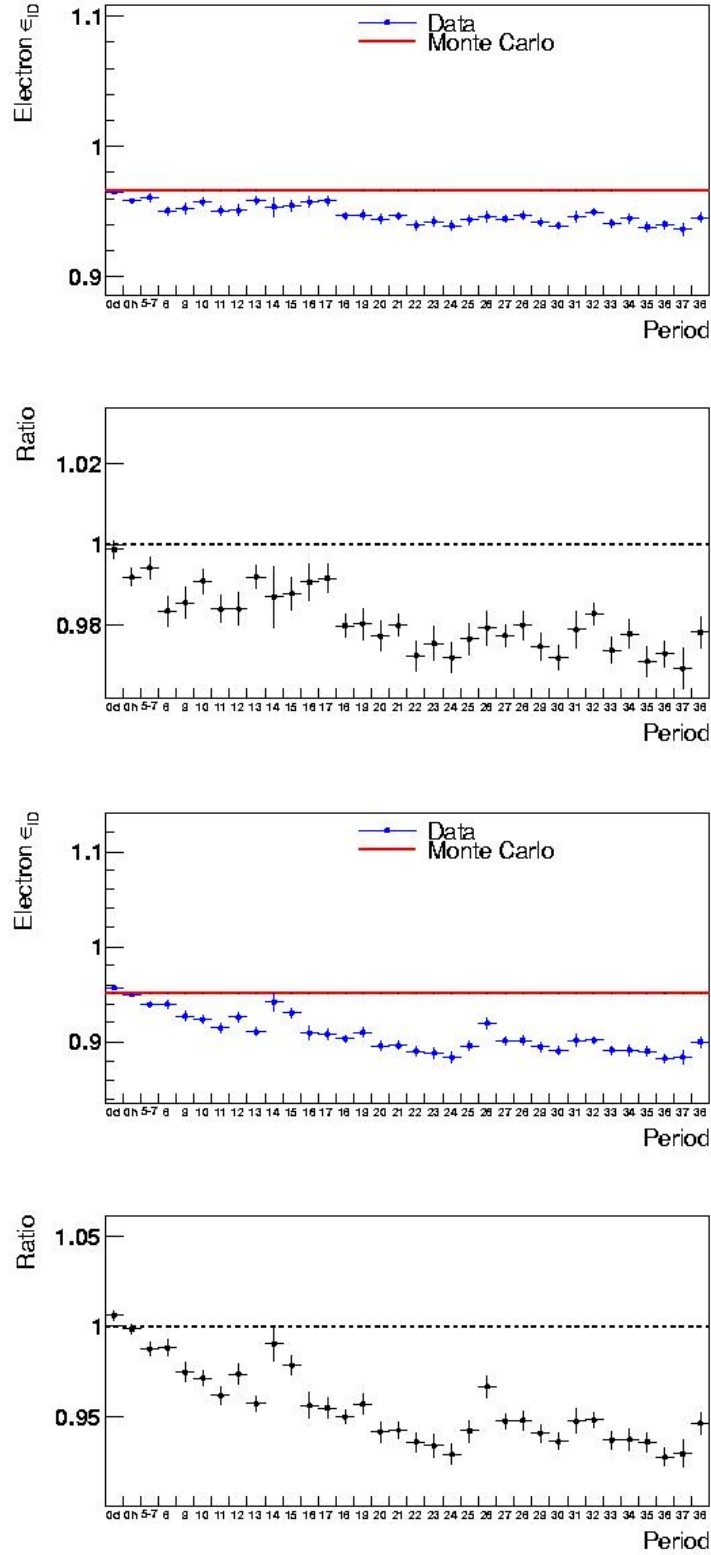 Electron ϵ_ID
1.1
1
0.9
Data
Monte Carlo
0d 0h 5-7 8 9 10 11 12 13 14 15 16 17 18 19 20 21 22 23 24 25 26 27 28 29 30 31 32 33 34 35 36 37 38
Period
Ratio
1.02
1
0.98
0d 0h 5-7 8 9 10 11 12 13 14 15 16 17 18 19 20 21 22 23 24 25 26 27 28 29 30 31 32 33 34 35 36 37 38
Period
Electron ϵ_ID
1.1
1
0.9
Data
Monte Carlo
0d 0h 5-7 8 9 10 11 12 13 14 15 16 17 18 19 20 21 22 23 24 25 26 27 28 29 30 31 32 33 34 35 36 37 38
Period
Ratio
1.05
1
0.95
0d 0h 5-7 8 9 10 11 12 13 14 15 16 17 18 19 20 21 22 23 24 25 26 27 28 29 30 31 32 33 34 35 36 37 38
Period